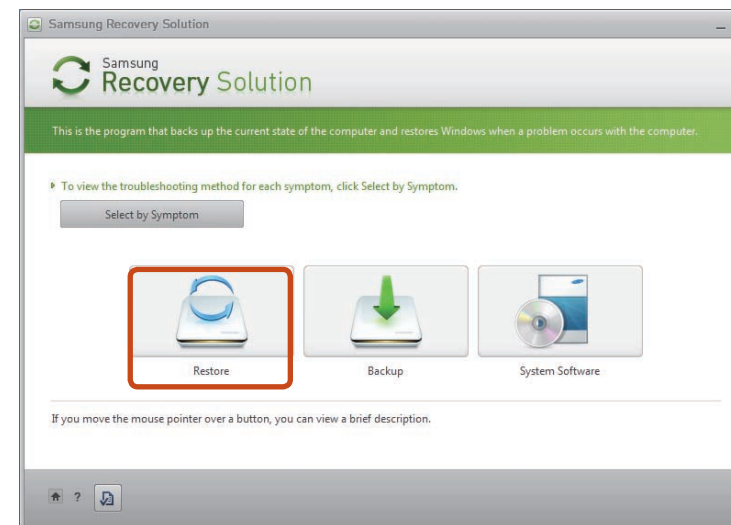 Samsung Recovery Solution
Samsung
Recovery Solution
This is the program that backs up the current state of the computer and restores Windows when a problem occurs with the computer.
To view the troubleshooting method for each symptom, click Select by Symptom.
Select by Symptom
Restore Backup System Software
If you move the mouse pointer over a button, you can view a brief description.
?